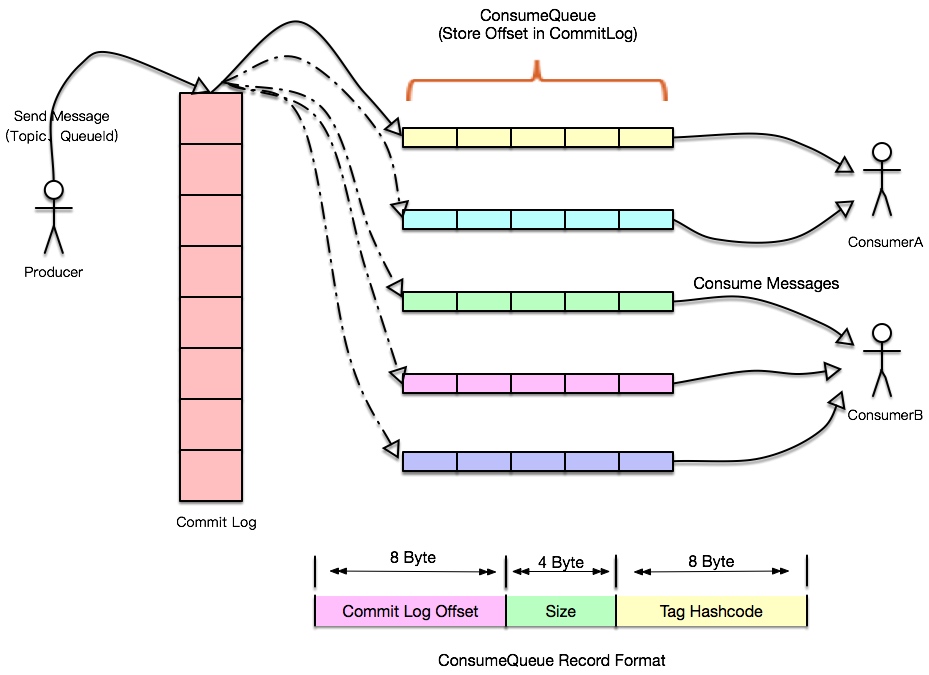 ConsumeQueue
(Store Offset in CommitLog)
Send Message
(Topic、QueueId)
Producer
ConsumerA
Consume Messages
ConsumerB
Commit Log
8 Byte
4 Byte
8 Byte
Commit Log Offset
Size
Tag Hashcode
ConsumeQueue Record Format